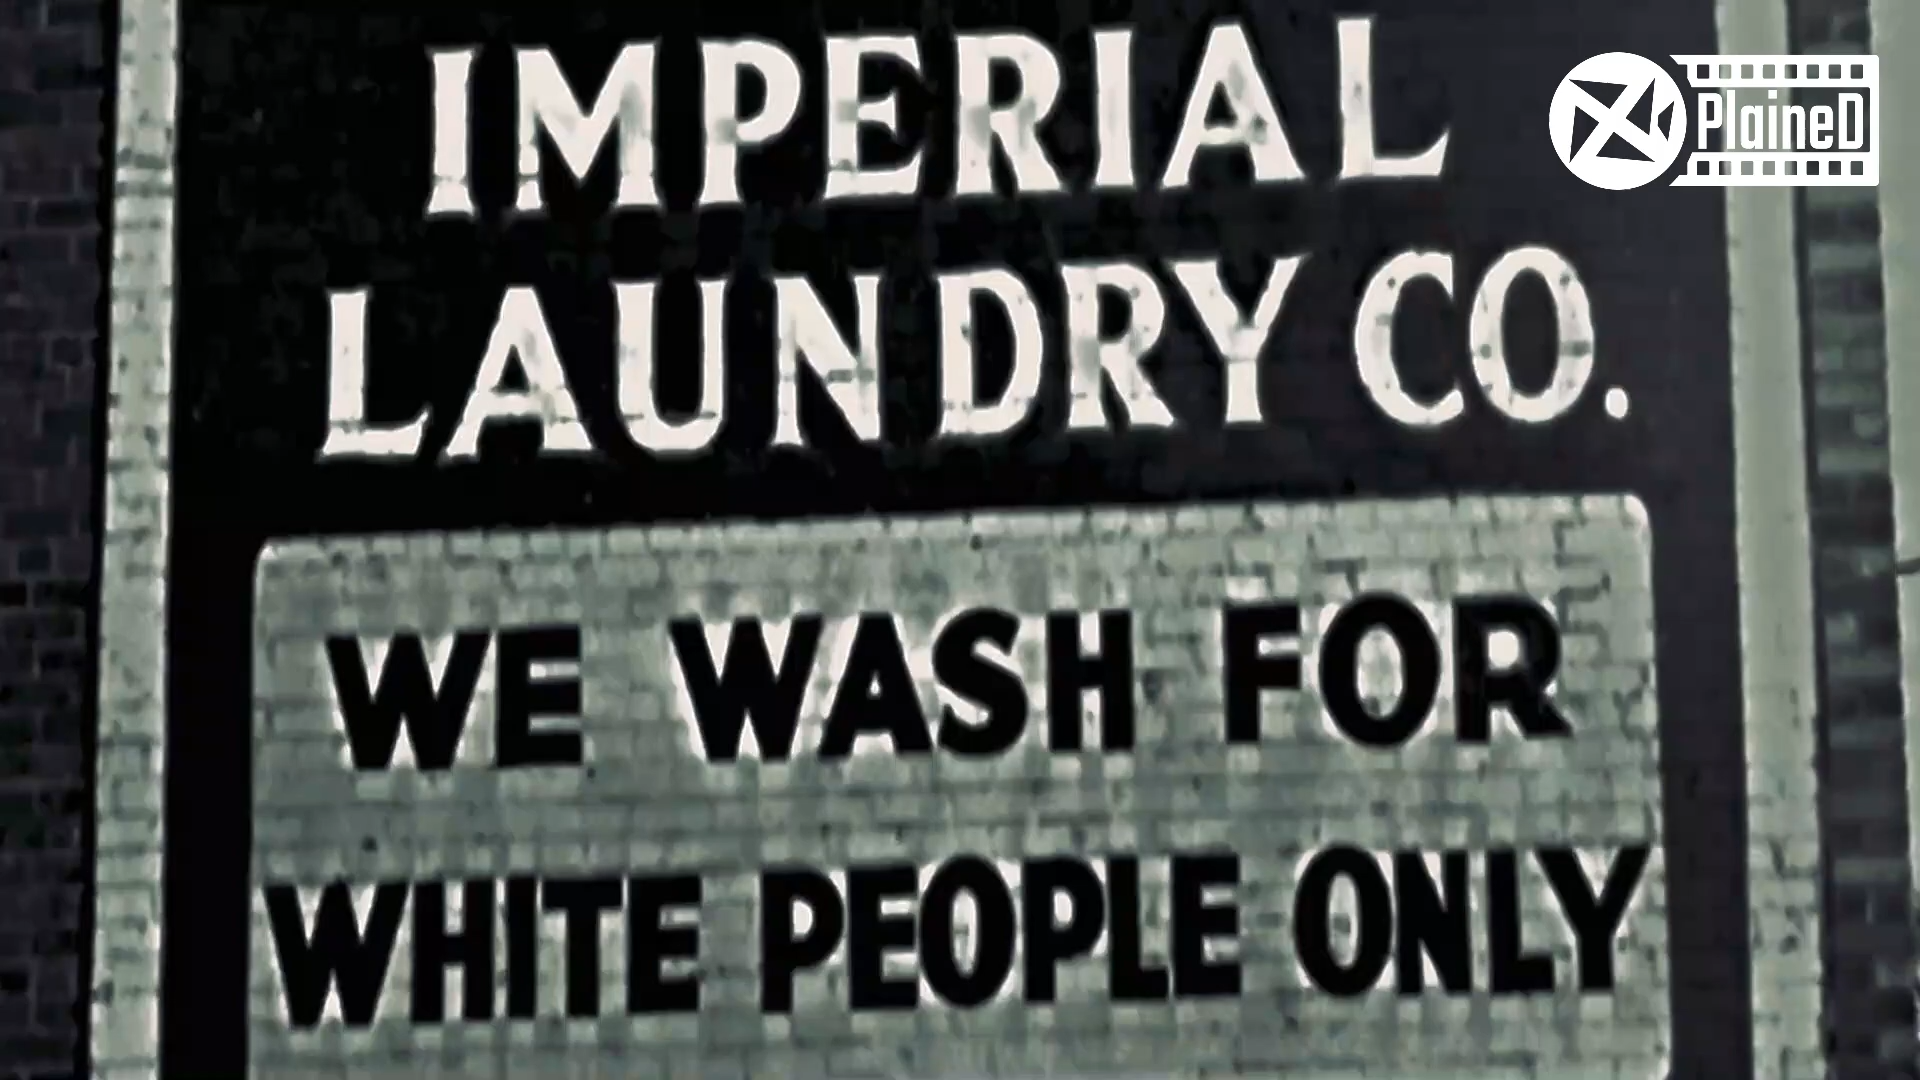 IMPERIAL
PlaineD
LAUNDRY CO.
WE WASH FOR
WHITE PEOPLE ONLY